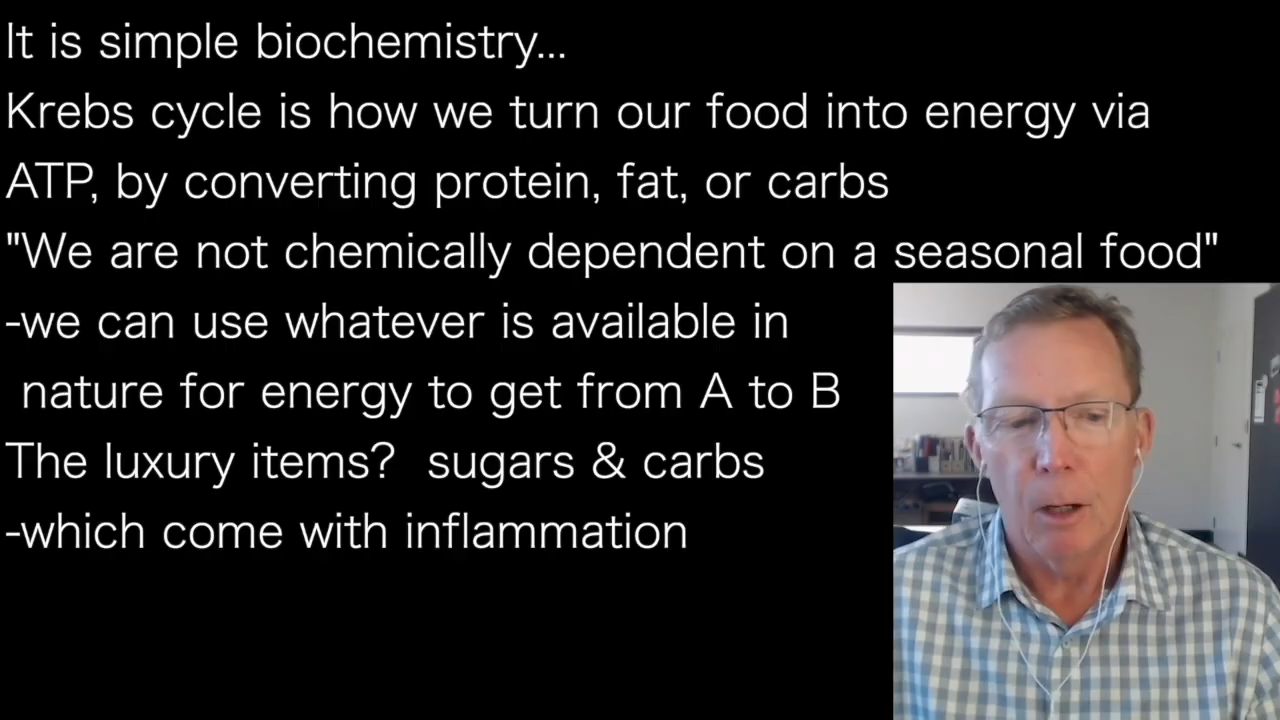 It is simple biochemistry...
Krebs cycle is how we turn our food into energy via
ATP, by converting protein, fat, or carbs
"We are not chemically dependent on a seasonal food"
-we can use whatever is available in
nature for energy to get from A to B
The luxury items?  sugars & carbs
-which come with inflammation